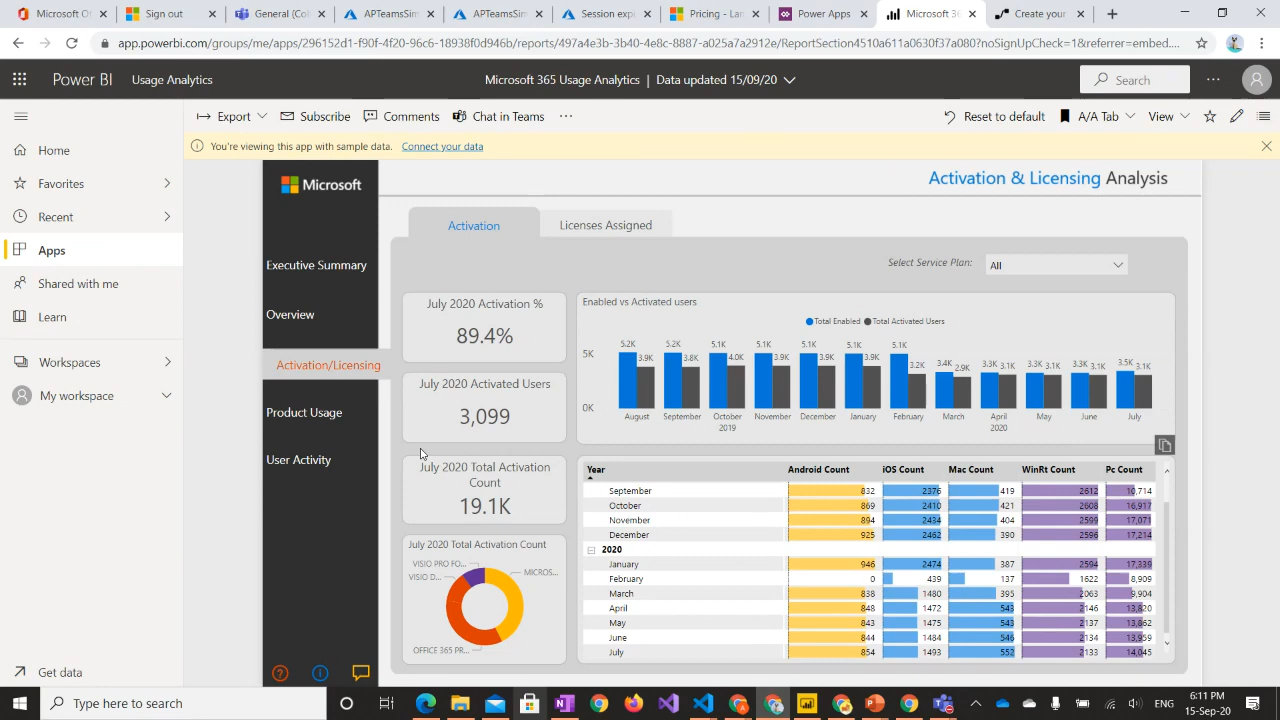 Microsoft Of
Sign out
General (Col
APTeamsSim
APTeamsSim
Session expi
Pricing - Lan
Power Apps
Microsoft 36
Create your
app.powerbi.com/groups/me/apps/296152d1-f90f-4f20-96c6-18938f0d946b/reports/497a4e3b-3b40-4e8c-8887-a025a7a2912e/ReportSection4510a611a0630f37a080?noSignUpCheck=1&referrer=embed....
Power BI
Usage Analytics
Microsoft 365 Usage Analytics | Data updated 15/09/20
Search
Export
Subscribe
Comments
Chat in Teams
Reset to default
A/A Tab
View
You're viewing this app with sample data. Connect your data
Home
Favorites
Recent
Apps
Shared with me
Learn
Workspaces
My workspace
Get data
Microsoft
Executive Summary
Overview
Activation/Licensing
Product Usage
User Activity
Activation & Licensing Analysis
Activation
Licenses Assigned
Select Service Plan:
All
July 2020 Activation %
89.4%
July 2020 Activated Users
3,099
July 2020 Total Activation
Count
19.1K
July 2020 Total Activation Count
VISIO PRO FO...
VISIO D...
MICROS...
OFFICE 365 PR...
Enabled vs Activated users
Total Enabled Total Activated Users
5K
0K
5.2K 3.9K 5.2K 3.8K 5.1K 4.0K 5.1K 3.9K 5.1K 3.9K 5.1K 3.9K 5.1K 3.2K 3.4K 2.9K 3.3K 3.1K 3.3K 3.1K 3.3K 3.1K 3.5K 3.1K
August September October November December January February March April May June July
2019 2020
Year Android Count iOS Count Mac Count WinRt Count Pc Count
September 832 2376 419 2612 10,714
October 869 2410 421 2608 16,917
November 894 2434 404 2599 17,071
December 925 2462 390 2596 17,214
2020
January 946 2474 387 2594 17,339
February 0 439 137 1622 8,909
March 838 1480 395 2063 9,904
April 848 1472 543 2146 13,820
May 843 1475 543 2137 13,862
June 844 1484 546 2134 13,959
July 854 1493 552 2133 14,045
Type here to search
ENG
6:11 PM
15-Sep-20